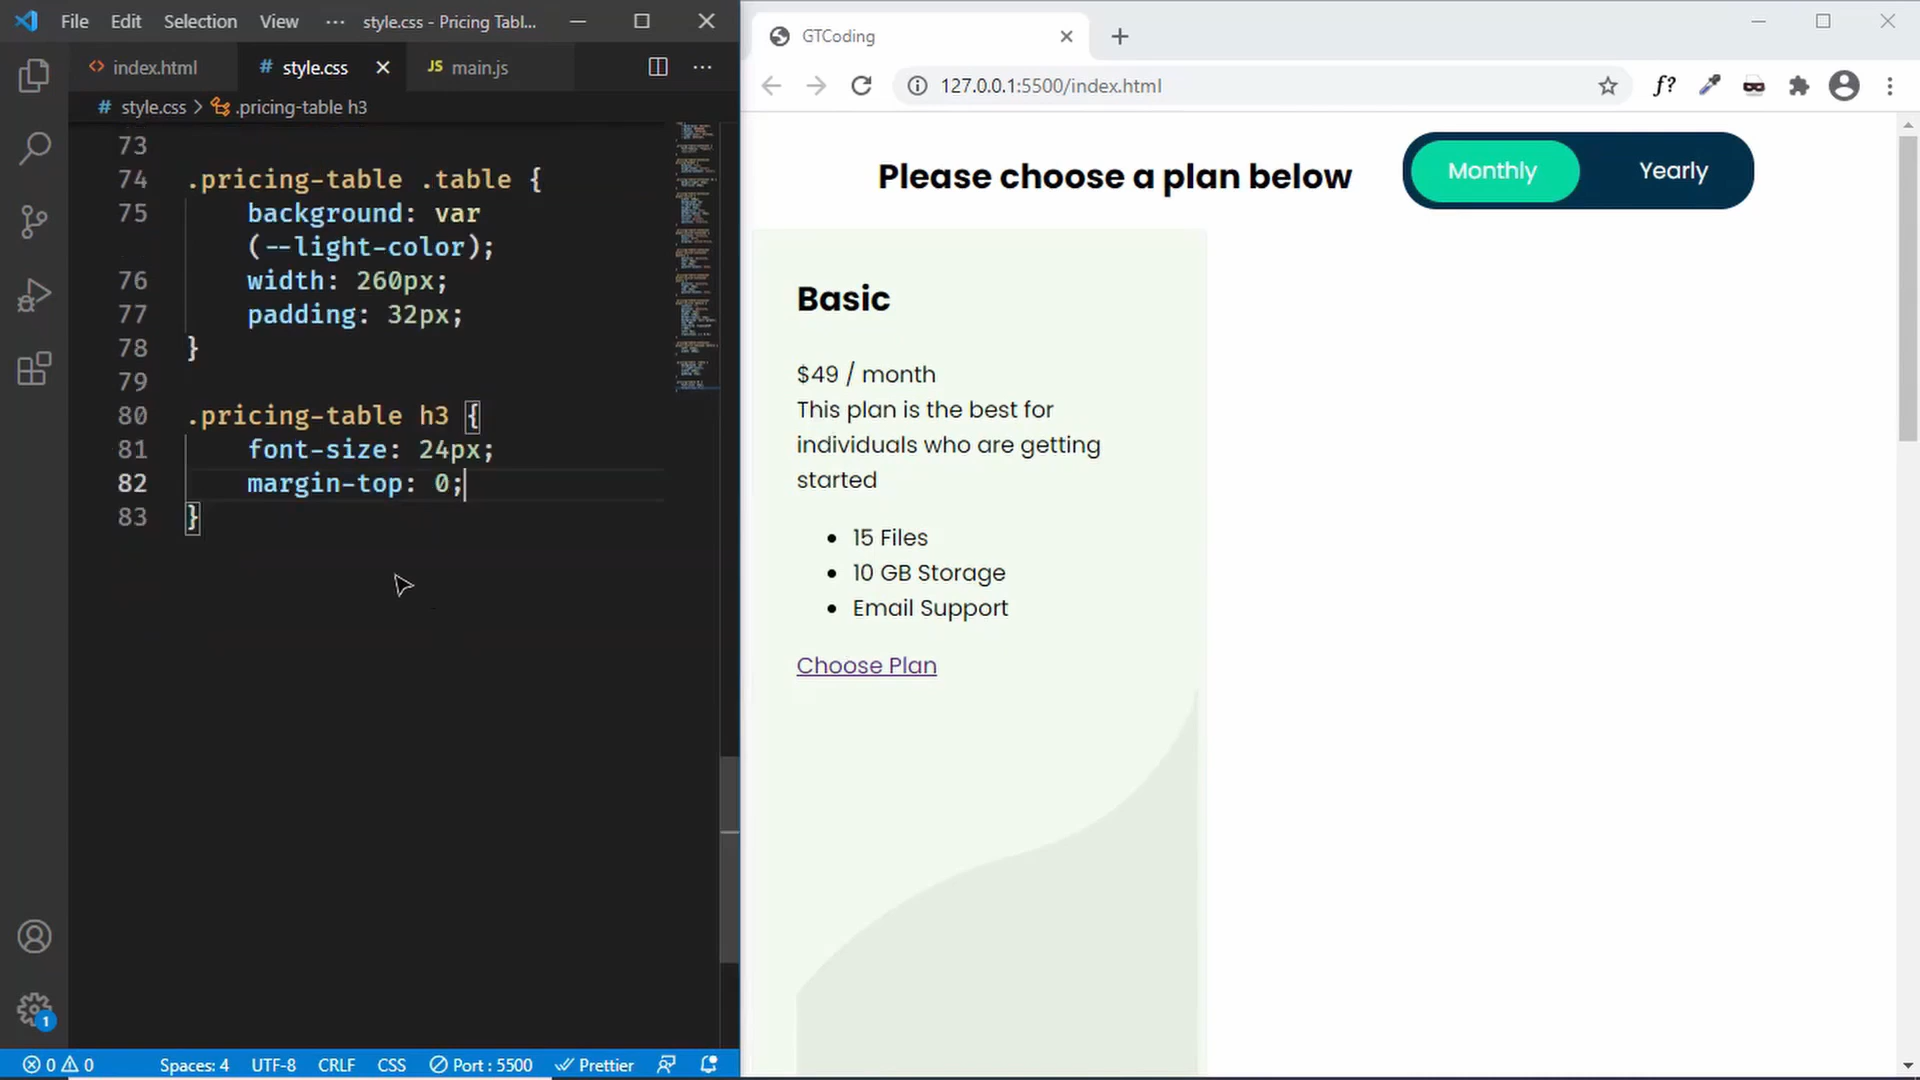 File Edit Selection View ··· style.css - Pricing Tabl...
index.html # style.css JS main.js ···
# style.css > .pricing-table h3
73
74 .pricing-table .table {
75 background: var
(--light-color);
76 width: 260px;
77 padding: 32px;
78 }
79
80 .pricing-table h3 {
81 font-size: 24px;
82 margin-top: 0;
83 }
1
0 0 Spaces: 4 UTF-8 CRLF CSS Port : 5500 Prettier
GTCoding
127.0.0.1:5500/index.html
f?
Please choose a plan below
Monthly Yearly
Basic
$49 / month
This plan is the best for
individuals who are getting
started
• 15 Files
• 10 GB Storage
• Email Support
Choose Plan